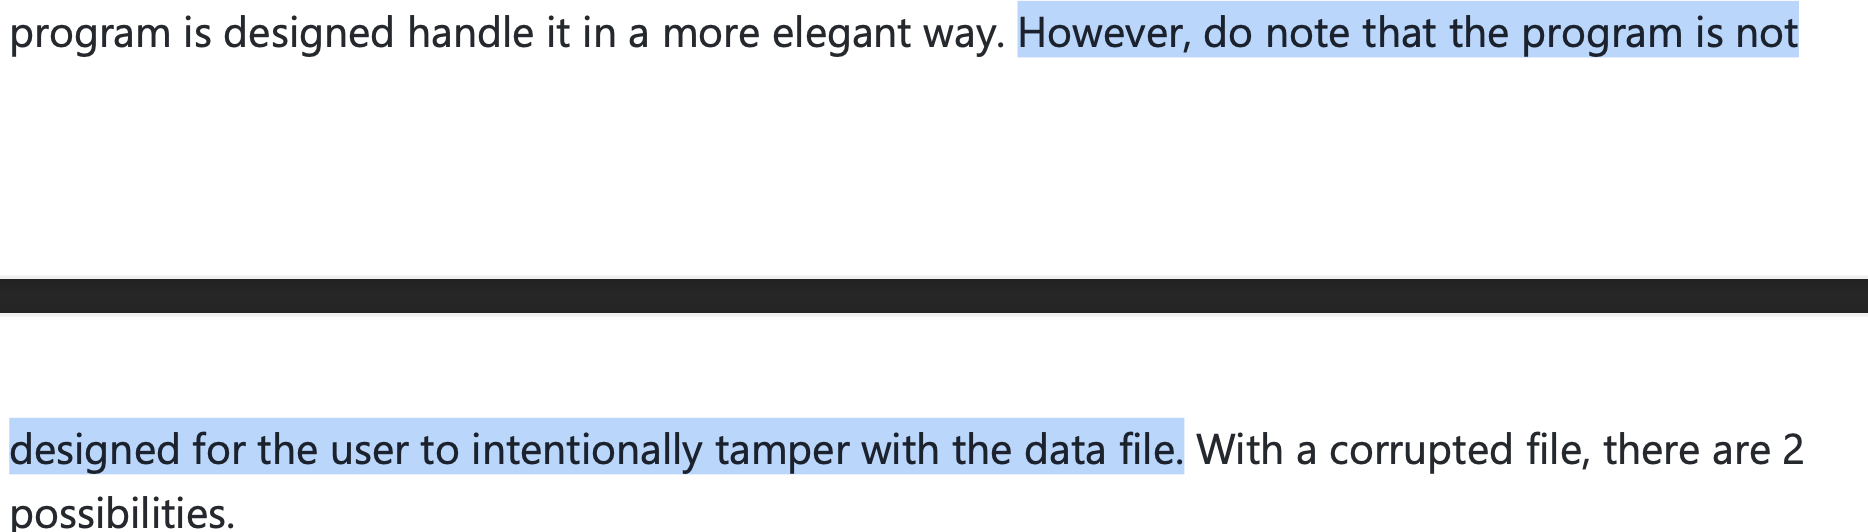 program is designed handle it in a more elegant way. However, do note that the program is not
designed for the user to intentionally tamper with the data file. With a corrupted file, there are 2
possibilities.